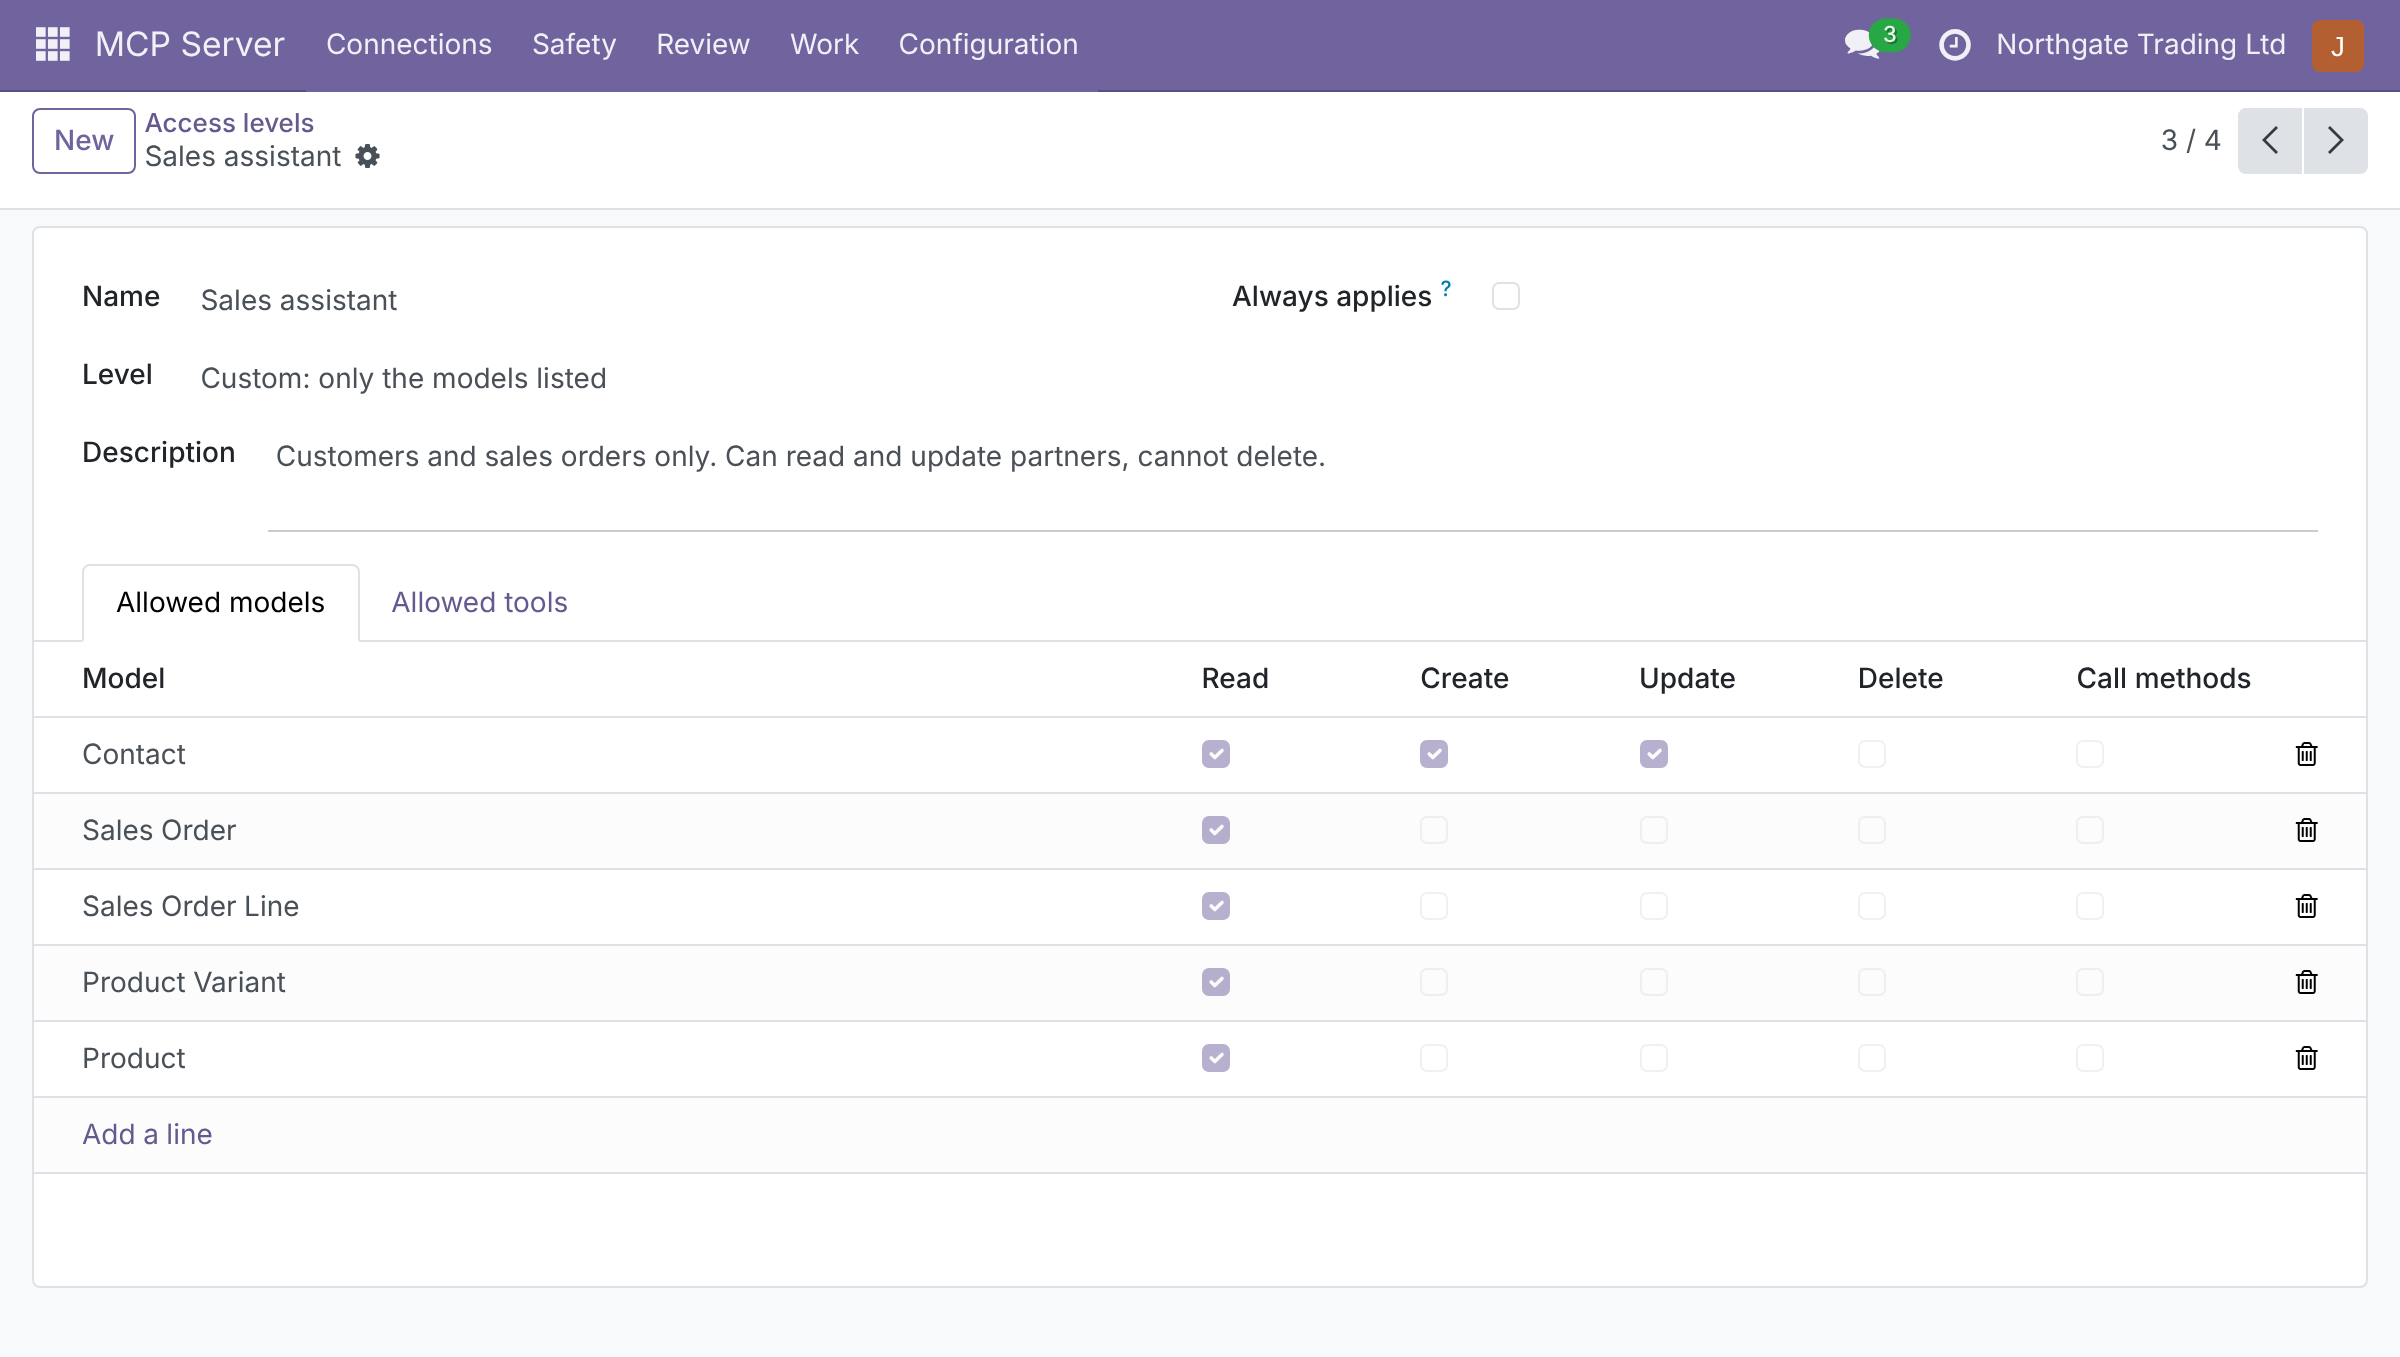 MCP Server Connections Safety Review Work Configuration 3 Northgate Trading Ltd J
New Access levels 3 / 4
Sales assistant
Name Sales assistant Always applies ?
Level Custom: only the models listed
Description Customers and sales orders only. Can read and update partners, cannot delete.
Allowed models Allowed tools
Model Read Create Update Delete Call methods
Contact
Sales Order
Sales Order Line
Product Variant
Product
Add a line